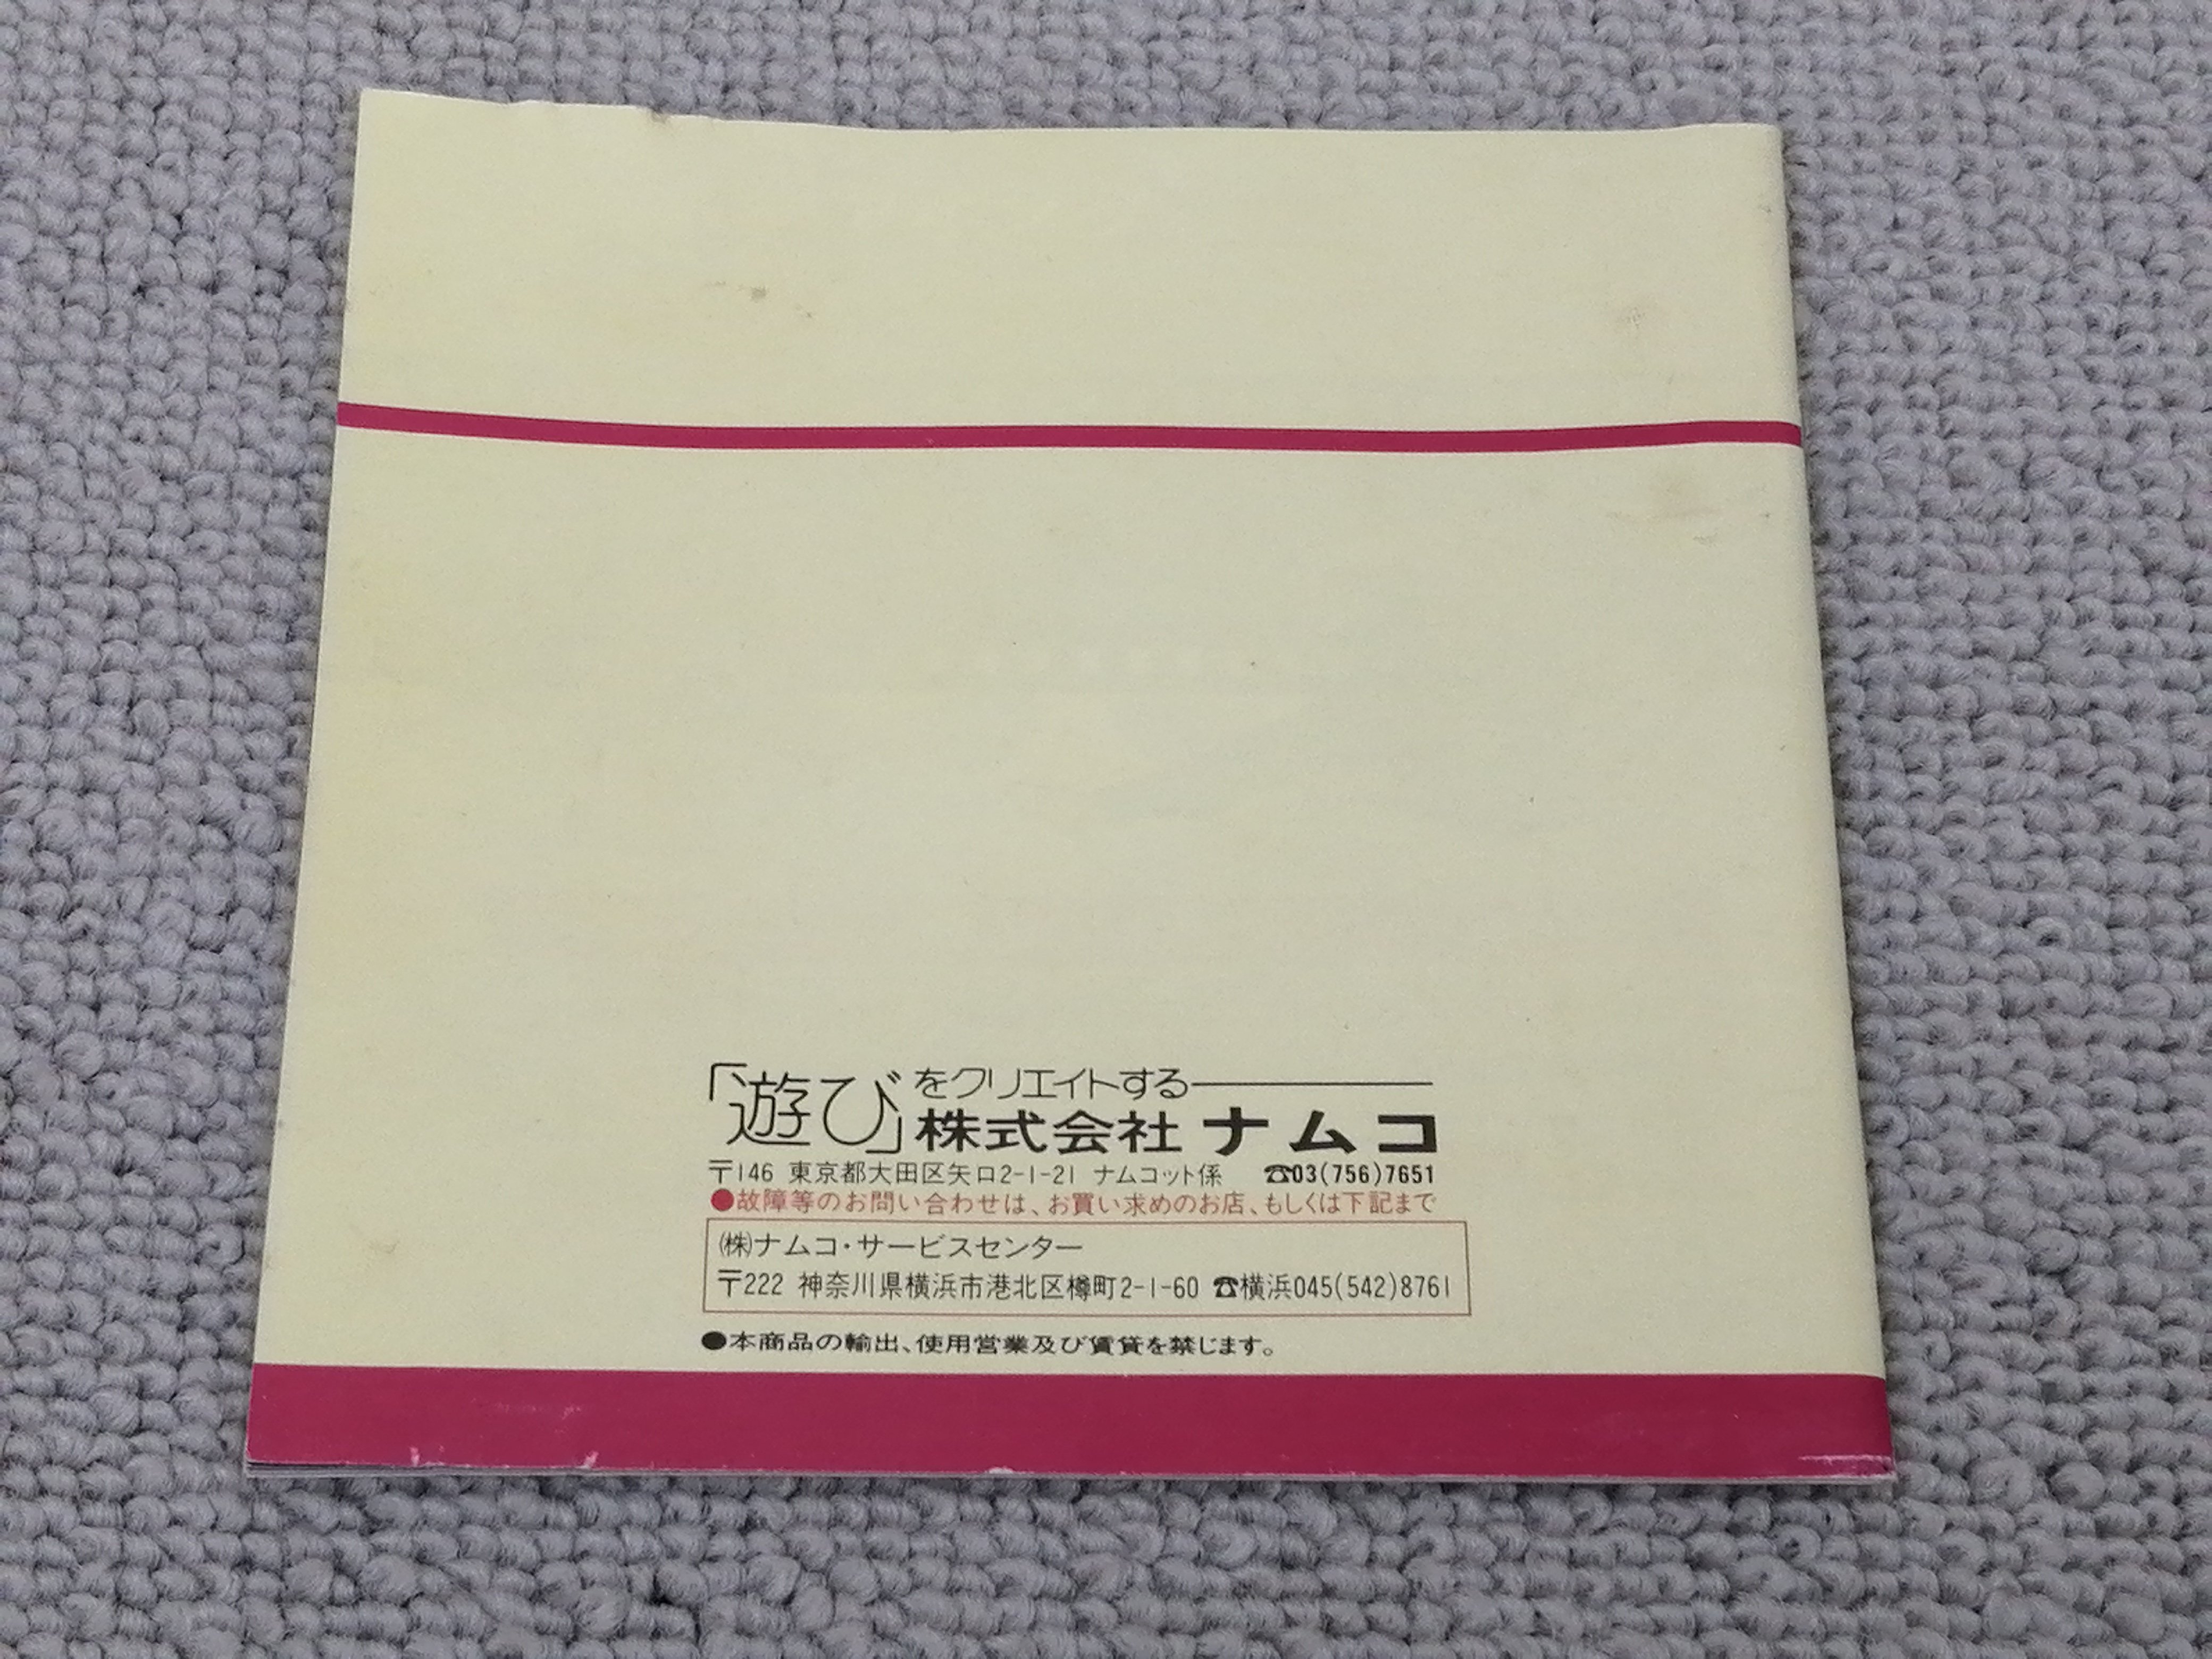 「遊び」をクリエイトする
株式会社 ナムコ
〒146 東京都大田区矢口2-1-21 ナムコット係 ☎03(756)7651
●故障等のお問い合わせは、お買い求めのお店、もしくは下記まで
㈱ナムコ・サービスセンター
〒222 神奈川県横浜市港北区樽町2-1-60 ☎横浜045(542)8761
●本商品の輸出、使用営業及び賃貸を禁じます。